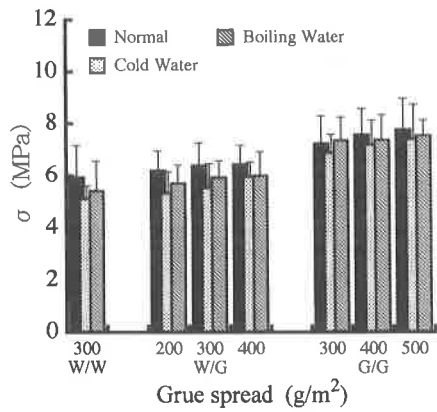 12
10
8
6
4
2
0
σ (MPa)
Normal
Boiling Water
Cold Water
300 200 300 400 300 400 500
W/W W/G G/G
Grue spread (g/m²)